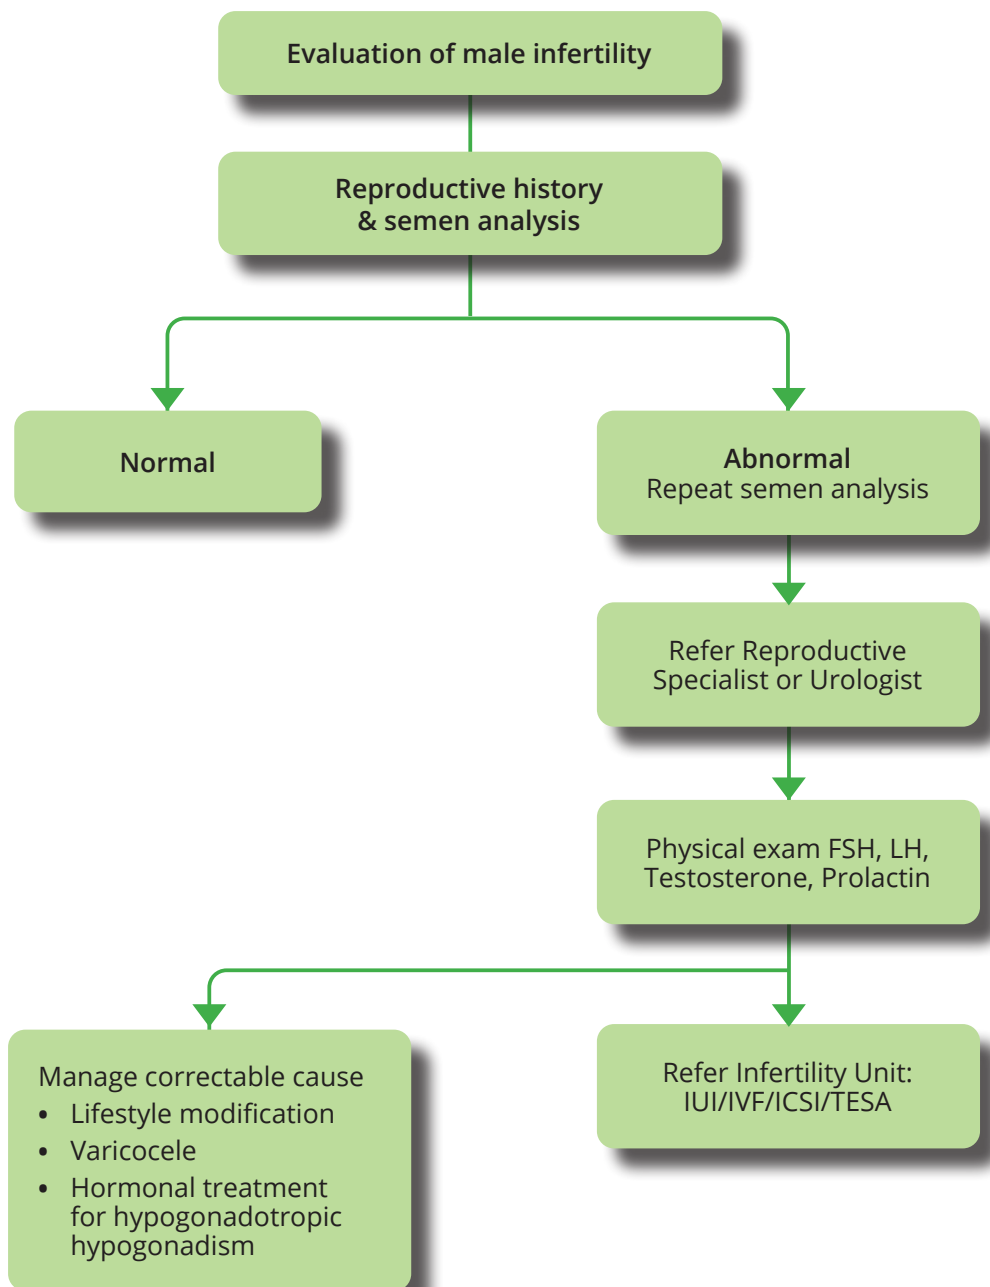 Evaluation of male infertility
Reproductive history
& semen analysis
Normal
Abnormal
Repeat semen analysis
Refer Reproductive
Specialist or Urologist
Physical exam FSH, LH,
Testosterone, Prolactin
Manage correctable cause
• Lifestyle modification
• Varicocele
• Hormonal treatment
for hypogonadotropic
hypogonadism
Refer Infertility Unit:
IUI/IVF/ICSI/TESA